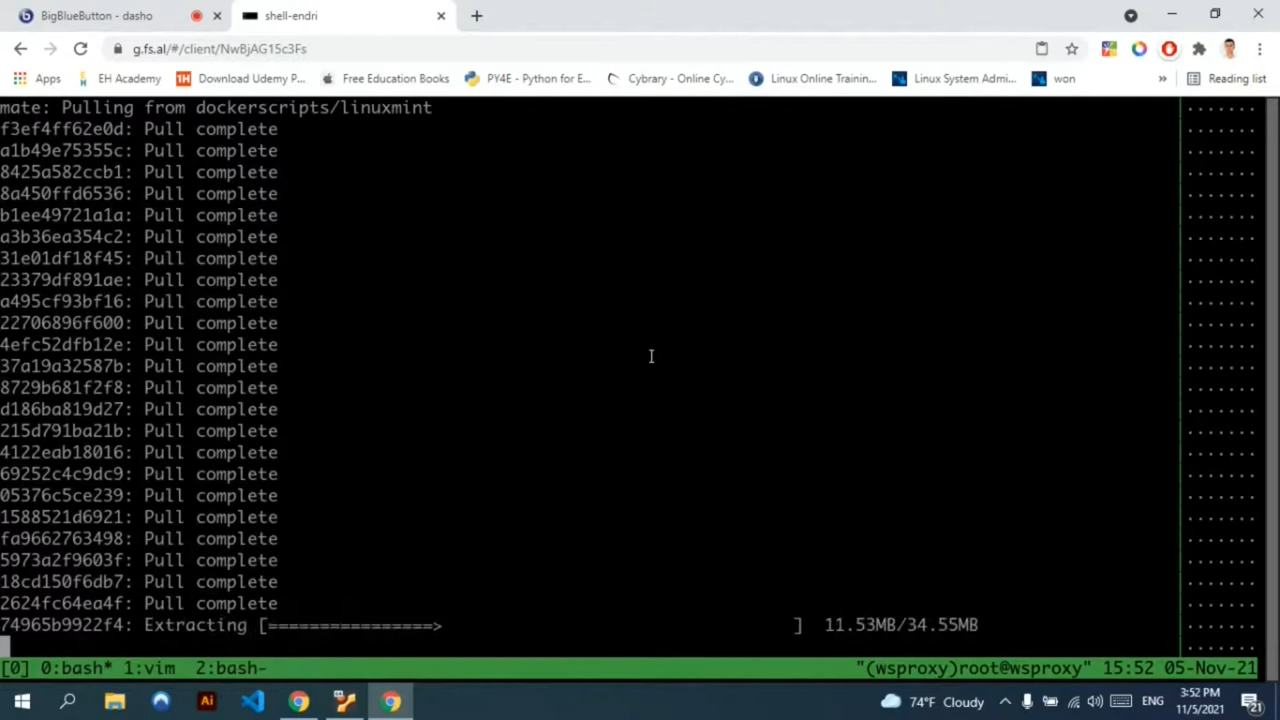 BigBlueButton - dasho
shell-endri
g.fs.al/#/client/NwBjAG15c3Fs
Apps EH Academy Download Udemy P... Free Education Books PY4E - Python for E... Cybrary - Online Cy... Linux Online Trainin... Linux System Admi... won » Reading list
mate: Pulling from dockerscripts/linuxmint
f3ef4ff62e0d: Pull complete
a1b49e75355c: Pull complete
8425a582ccb1: Pull complete
8a450ffd6536: Pull complete
b1ee49721a1a: Pull complete
a3b36ea354c2: Pull complete
31e01df18f45: Pull complete
23379df891ae: Pull complete
a495cf93bf16: Pull complete
22706896f600: Pull complete
4efc52dfb12e: Pull complete
37a19a32587b: Pull complete
8729b681f2f8: Pull complete
d186ba819d27: Pull complete
215d791ba21b: Pull complete
4122eab18016: Pull complete
69252c4c9dc9: Pull complete
05376c5ce239: Pull complete
1588521d6921: Pull complete
fa9662763498: Pull complete
5973a2f9603f: Pull complete
18cd150f6db7: Pull complete
2624fc64ea4f: Pull complete
74965b9922f4: Extracting [================> ] 11.53MB/34.55MB
[0] 0:bash* 1:vim 2:bash- "(wsproxy)root@wsproxy" 15:52 05-Nov-21
Ai 74°F Cloudy ENG 3:52 PM
11/5/2021
21